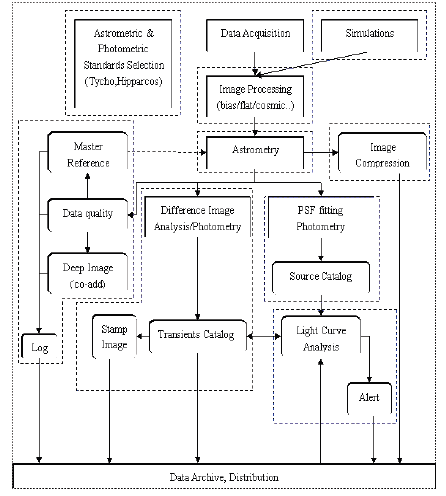 Astrometric &
Photometric
Standards Selection
(Tycho,Hipparcos)
Data Acquisition
Simulations
Image Processing
(bias/flat/cosmic..)
Master
Reference
Astrometry
Image
Compression
Data quality
Difference Image
Analysis/Photometry
PSF fitting
Photometry
Deep Image
(co-add)
Source Catalog
Log
Stamp
Image
Transients Catalog
Light Curve
Analysis
Alert
Data Archive, Distribution